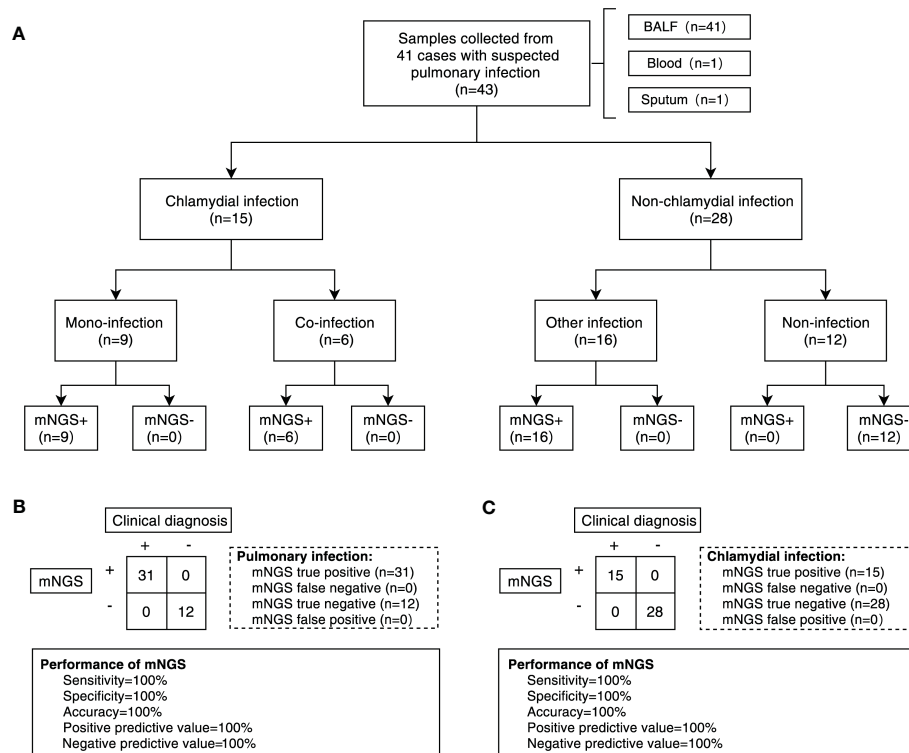 A
Samples collected from
41 cases with suspected
pulmonary infection
(n=43)
BALF (n=41)
Blood (n=1)
Sputum (n=1)
Chlamydial infection
(n=15)
Non-chlamydial infection
(n=28)
Mono-infection
(n=9)
Co-infection
(n=6)
Other infection
(n=16)
Non-infection
(n=12)
mNGS+
(n=9)
mNGS-
(n=0)
mNGS+
(n=6)
mNGS-
(n=0)
mNGS+
(n=16)
mNGS-
(n=0)
mNGS+
(n=0)
mNGS-
(n=12)
B
Clinical diagnosis
+ -
mNGS
+ 31 0
- 0 12
Pulmonary infection:
mNGS true positive (n=31)
mNGS false negative (n=0)
mNGS true negative (n=12)
mNGS false positive (n=0)
Performance of mNGS
Sensitivity=100%
Specificity=100%
Accuracy=100%
Positive predictive value=100%
Negative predictive value=100%
C
Clinical diagnosis
+ -
mNGS
+ 15 0
- 0 28
Chlamydial infection:
mNGS true positive (n=15)
mNGS false negative (n=0)
mNGS true negative (n=28)
mNGS false positive (n=0)
Performance of mNGS
Sensitivity=100%
Specificity=100%
Accuracy=100%
Positive predictive value=100%
Negative predictive value=100%